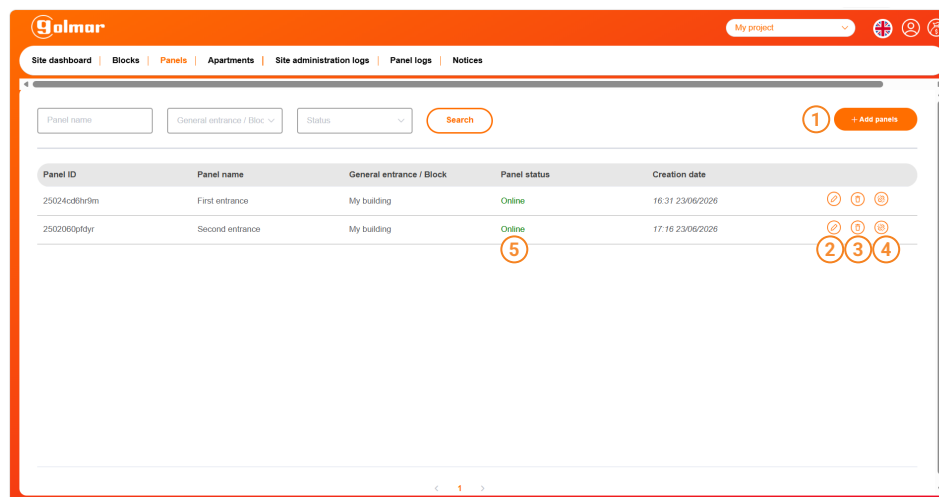 golmar
My project
Site dashboard | Blocks | Panels | Apartments | Site administration logs | Panel logs | Notices
Panel name
General entrance / Bloc
Status
Search
1
+ Add panels
Panel ID Panel name General entrance / Block Panel status Creation date
25024cd6hr9m First entrance My building Online 16:31 23/06/2026
2502060pfdyr Second entrance My building Online 17:16 23/06/2026
5 2 3 4
< 1 >